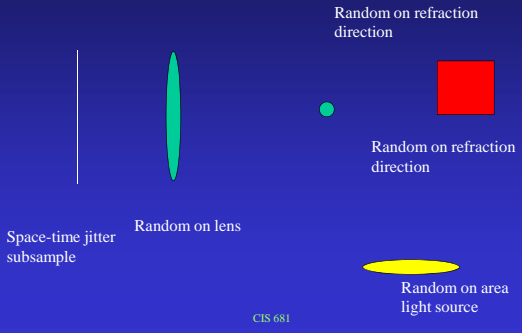 Random on refraction
direction
Random on refraction
direction
Random on lens
Space-time jitter
subsample
Random on area
light source
CIS 681